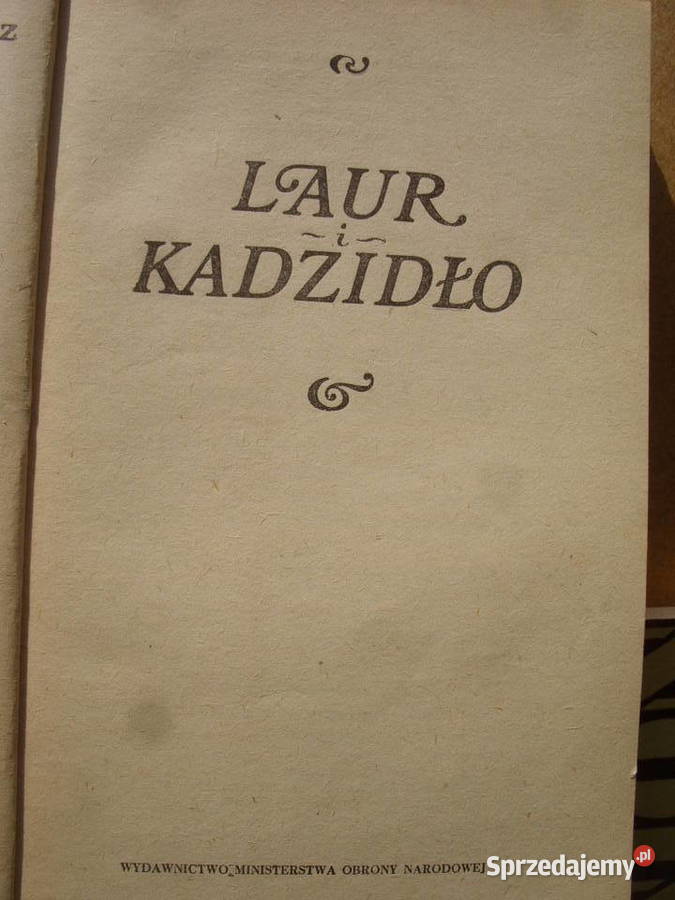 z
LAUR
~ i ~
KADZIDŁO
WYDAWNICTWO MINISTERSTWA OBRONY NARODOWEJ
Sprzedajemy.pl